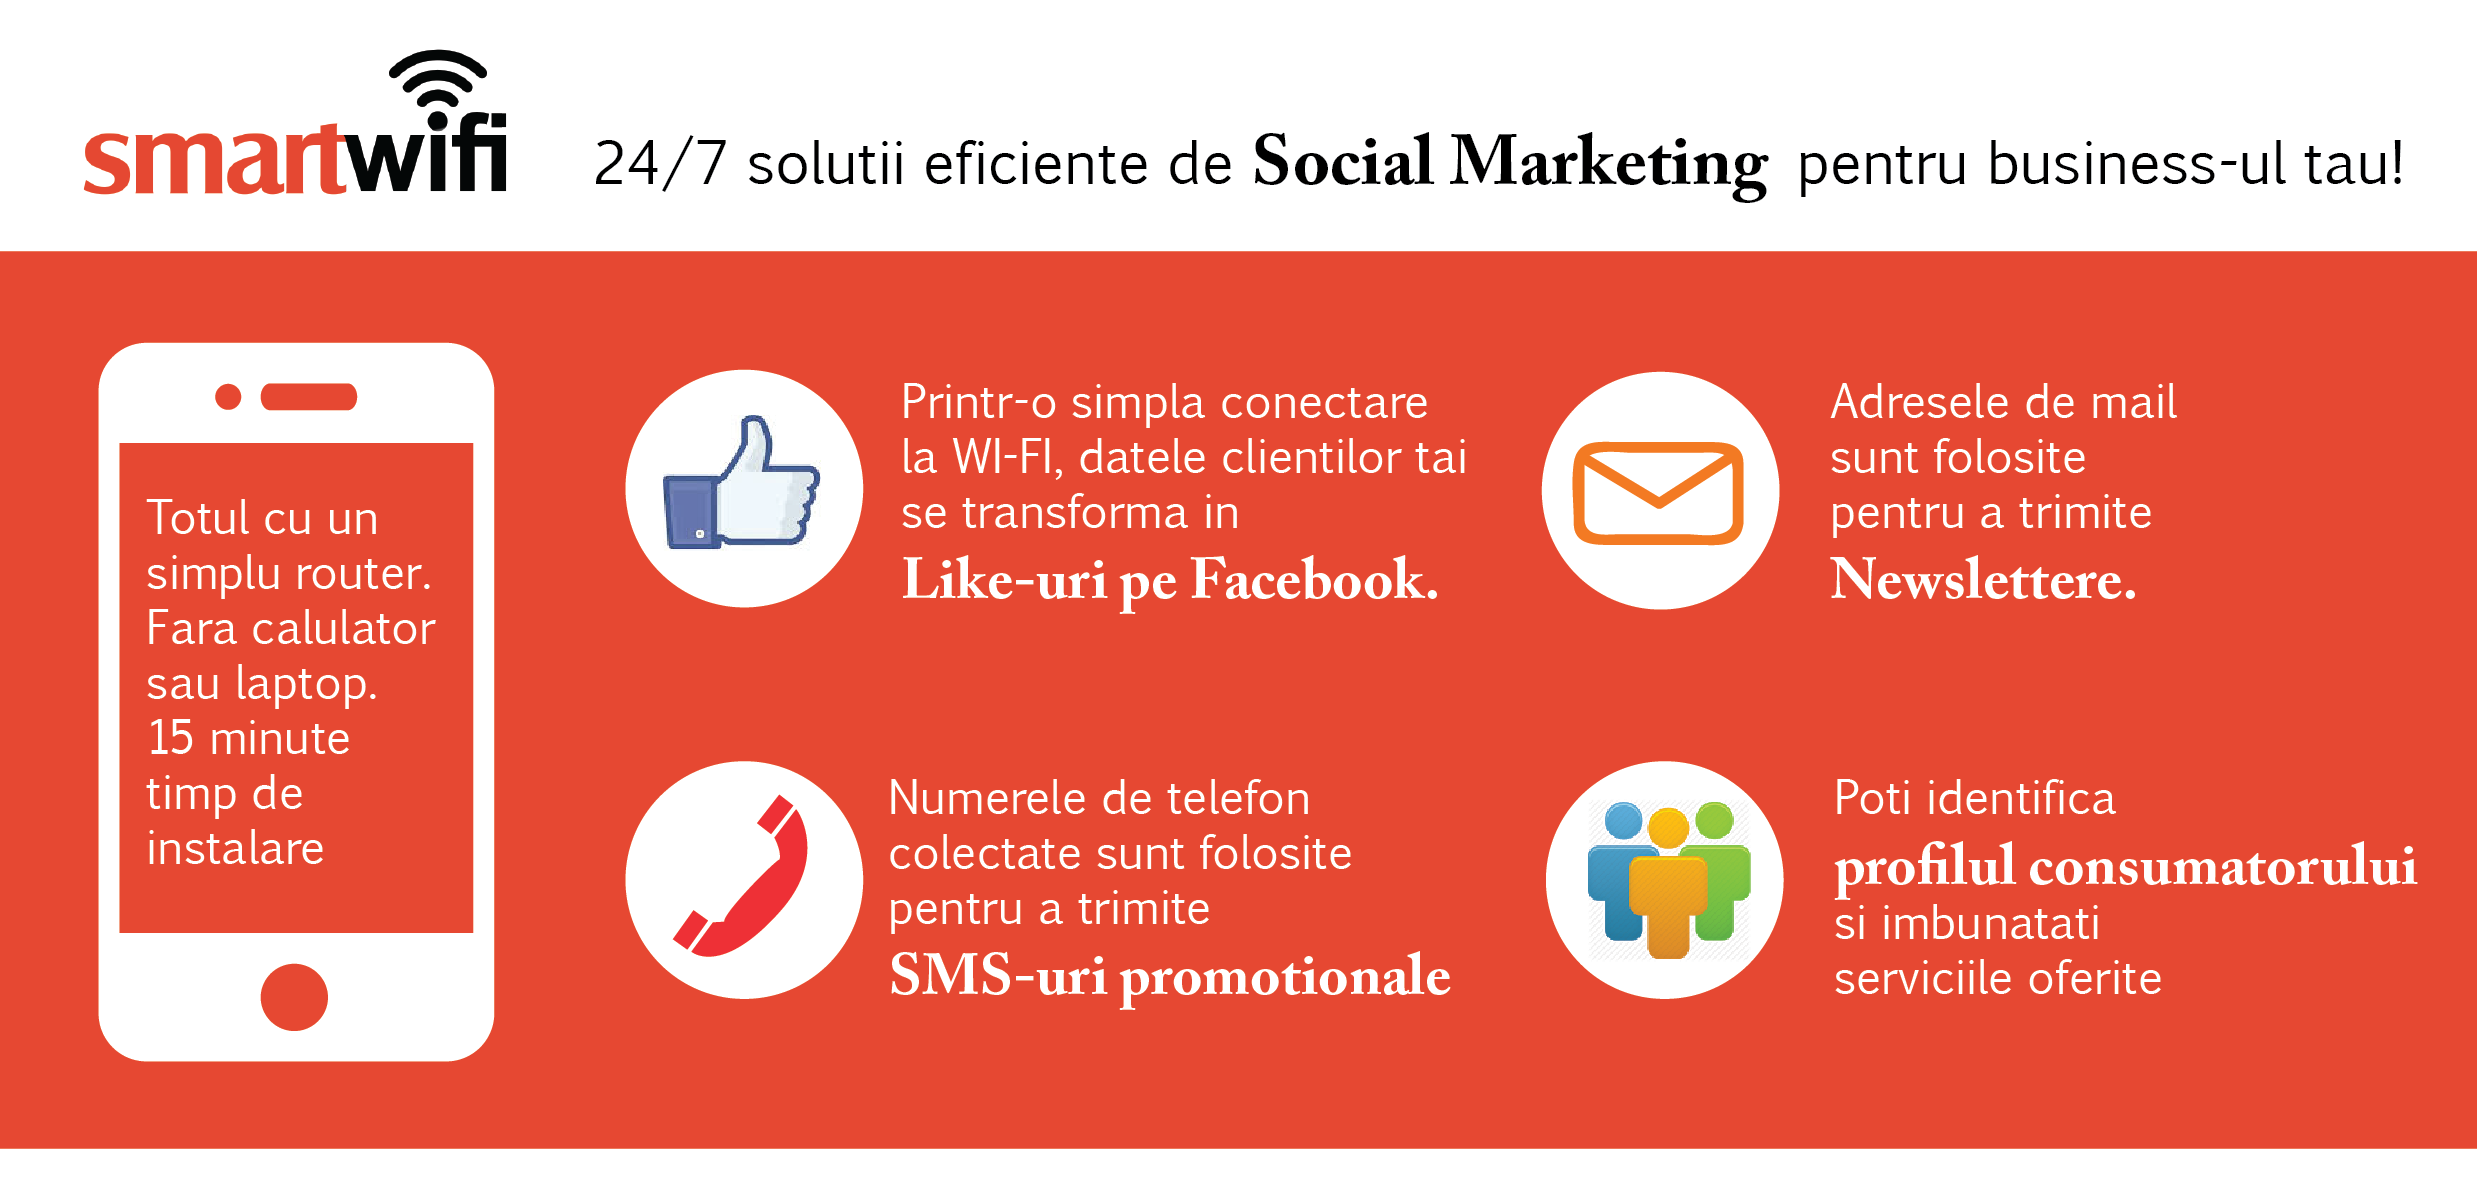 smartwifi
24/7 solutii eficiente de Social Marketing pentru business-ul tau!
Totul cu un
simplu router.
Fara calulator
sau laptop.
15 minute
timp de
instalare
Printr-o simpla conectare
la WI-FI, datele clientilor tai
se transforma in
Like-uri pe Facebook.
Adresele de mail
sunt folosite
pentru a trimite
Newslettere.
Numerele de telefon
colectate sunt folosite
pentru a trimite
SMS-uri promotionale
Poti identifica
profilul consumatorului
si imbunatati
serviciile oferite